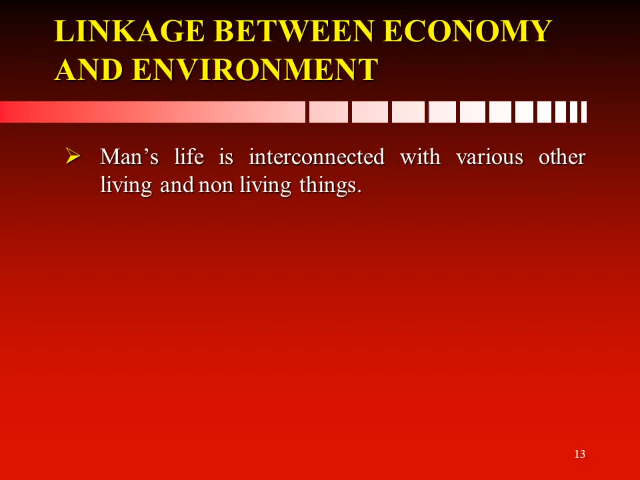 LINKAGE BETWEEN ECONOMY
AND ENVIRONMENT
Man’s life is interconnected with various other
living and non living things.
13